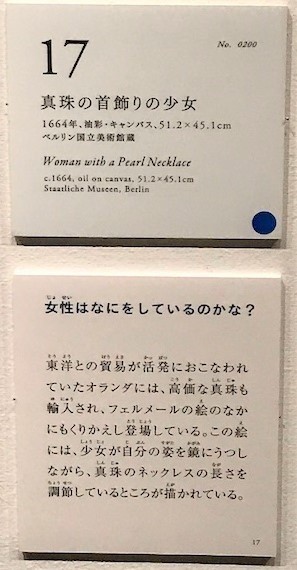 17
No. 0200
真珠の首飾りの少女
1664年、油彩・キャンバス、51.2×45.1cm
ベルリン国立美術館蔵
Woman with a Pearl Necklace
c.1664, oil on canvas, 51.2×45.1cm
Staatliche Museen, Berlin
女性はなにをしているのかな？
東洋との貿易が活発におこなわれ
ていたオランダには、高価な真珠も
輸入され、フェルメールの絵のなか
にもくりかえし登場している。この絵
には、少女が自分の姿を鏡にうつし
ながら、真珠のネックレスの長さを
調節しているところが描かれている。
17